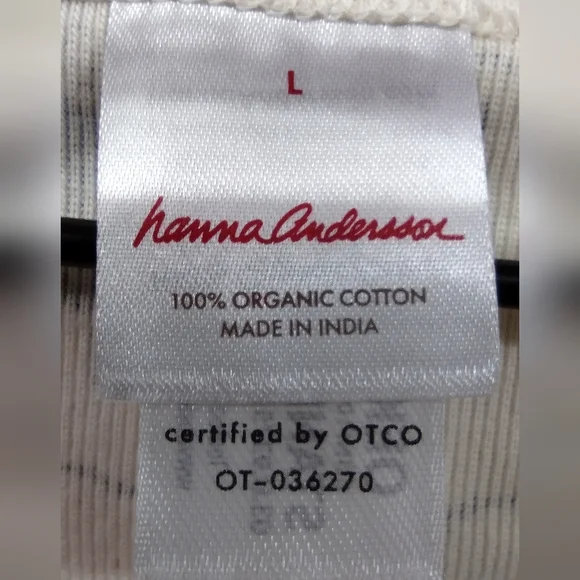 L
hanna andersson
100% ORGANIC COTTON
MADE IN INDIA
certified by OTCO
OT-036270